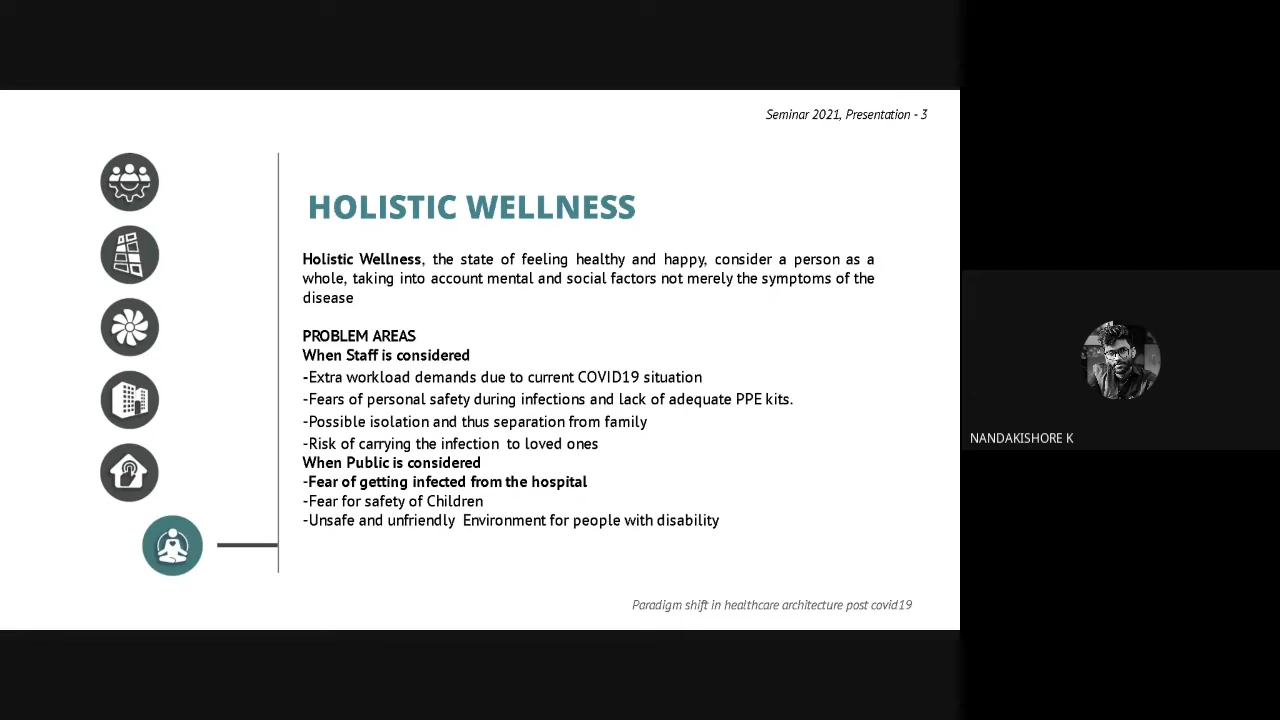 Seminar 2021, Presentation - 3
HOLISTIC WELLNESS
Holistic Wellness, the state of feeling healthy and happy, consider a person as a
whole, taking into account mental and social factors not merely the symptoms of the
disease
PROBLEM AREAS
When Staff is considered
-Extra workload demands due to current COVID19 situation
-Fears of personal safety during infections and lack of adequate PPE kits.
-Possible isolation and thus separation from family
-Risk of carrying the infection to loved ones
When Public is considered
-Fear of getting infected from the hospital
-Fear for safety of Children
-Unsafe and unfriendly Environment for people with disability
Paradigm shift in healthcare architecture post covid19
NANDAKISHORE K